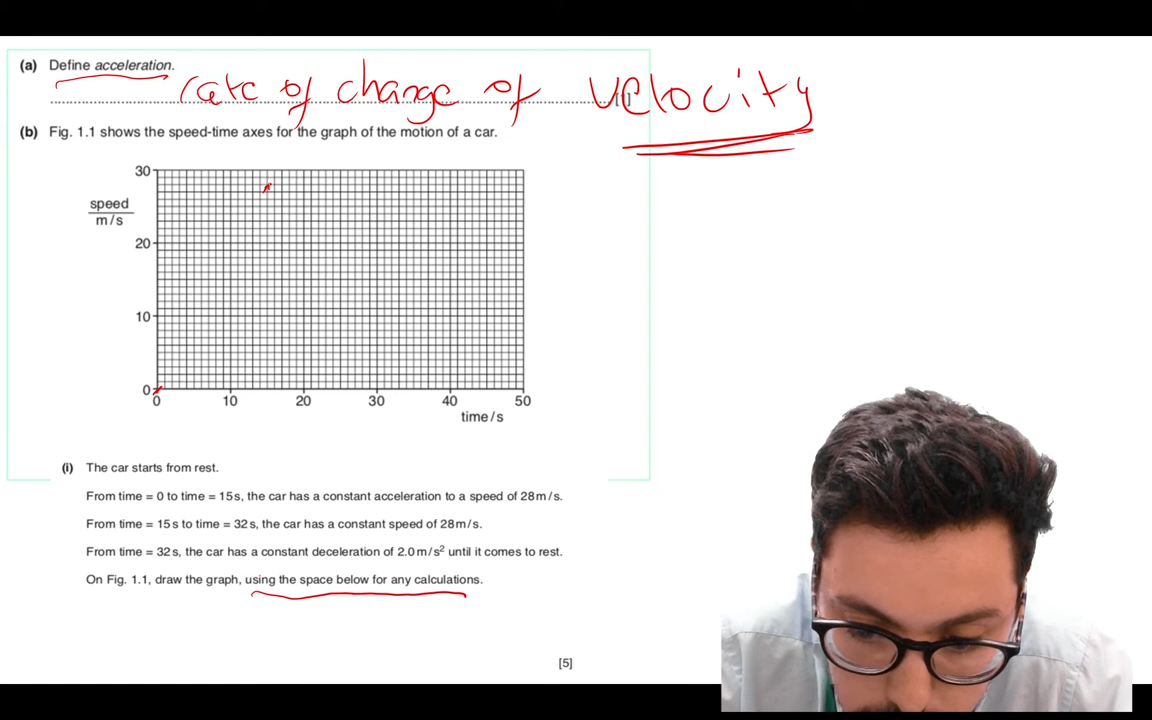 (a) Define acceleration.
rate of change of velocity
[1]
(b) Fig. 1.1 shows the speed-time axes for the graph of the motion of a car.
30
speed
m/s
20
10
0
0 10 20 30 40 50
time/s
(i) The car starts from rest.
From time = 0 to time = 15 s, the car has a constant acceleration to a speed of 28 m/s.
From time = 15 s to time = 32 s, the car has a constant speed of 28 m/s.
From time = 32 s, the car has a constant deceleration of 2.0 m/s² until it comes to rest.
On Fig. 1.1, draw the graph, using the space below for any calculations.
[5]